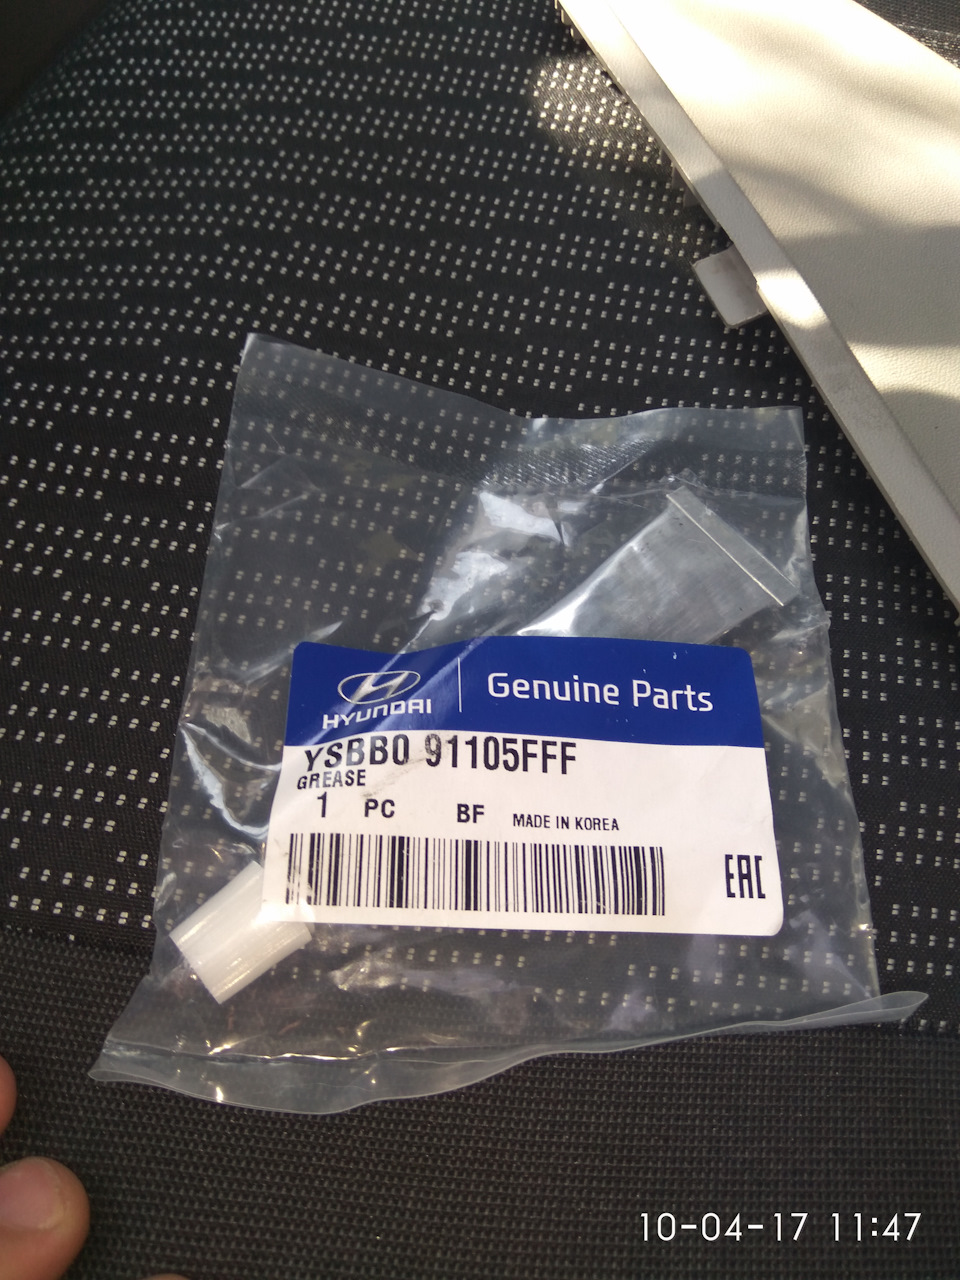 HYUNDAI
Genuine Parts
YSBB0 91105FFF
GREASE
1 PC BF MADE IN KOREA
EAC
10-04-17 11:47